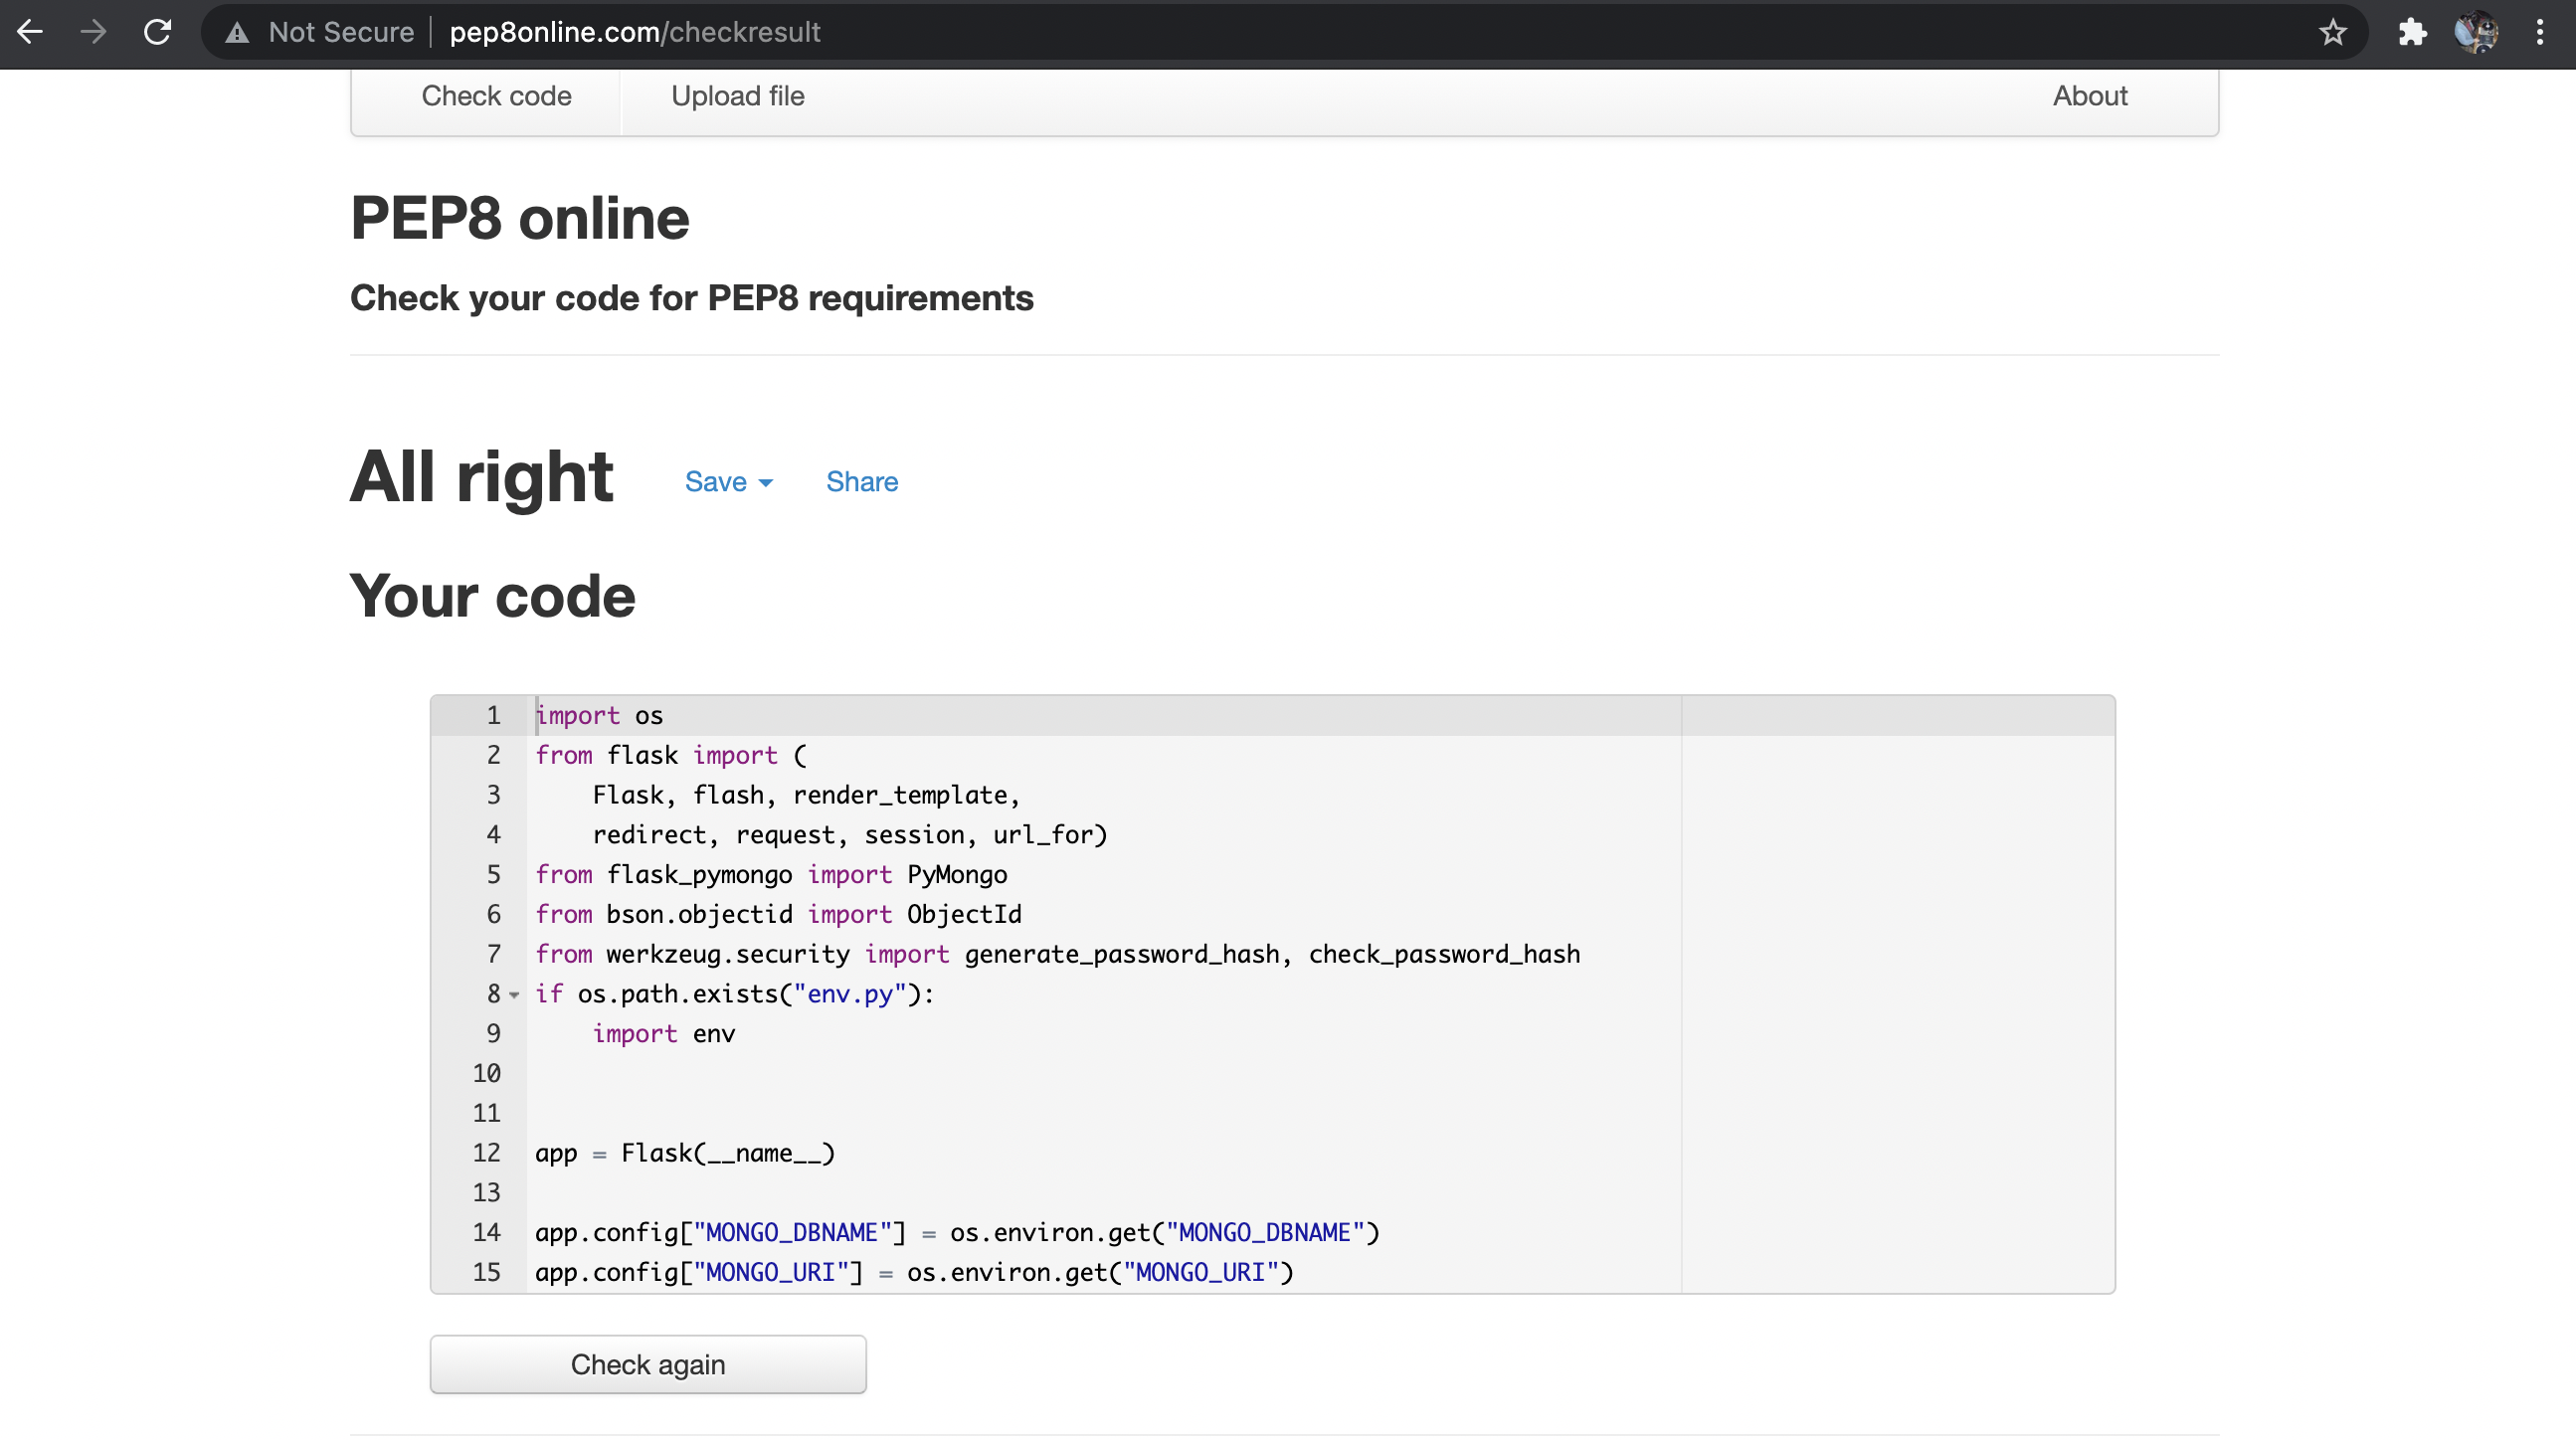 Not Secure | pep8online.com/checkresult
Check code Upload file About
PEP8 online
Check your code for PEP8 requirements
All right Save Share
Your code
1 import os
2 from flask import (
3     Flask, flash, render_template,
4     redirect, request, session, url_for)
5 from flask_pymongo import PyMongo
6 from bson.objectid import ObjectId
7 from werkzeug.security import generate_password_hash, check_password_hash
8 if os.path.exists("env.py"):
9     import env
10
11
12 app = Flask(__name__)
13
14 app.config["MONGO_DBNAME"] = os.environ.get("MONGO_DBNAME")
15 app.config["MONGO_URI"] = os.environ.get("MONGO_URI")
Check again